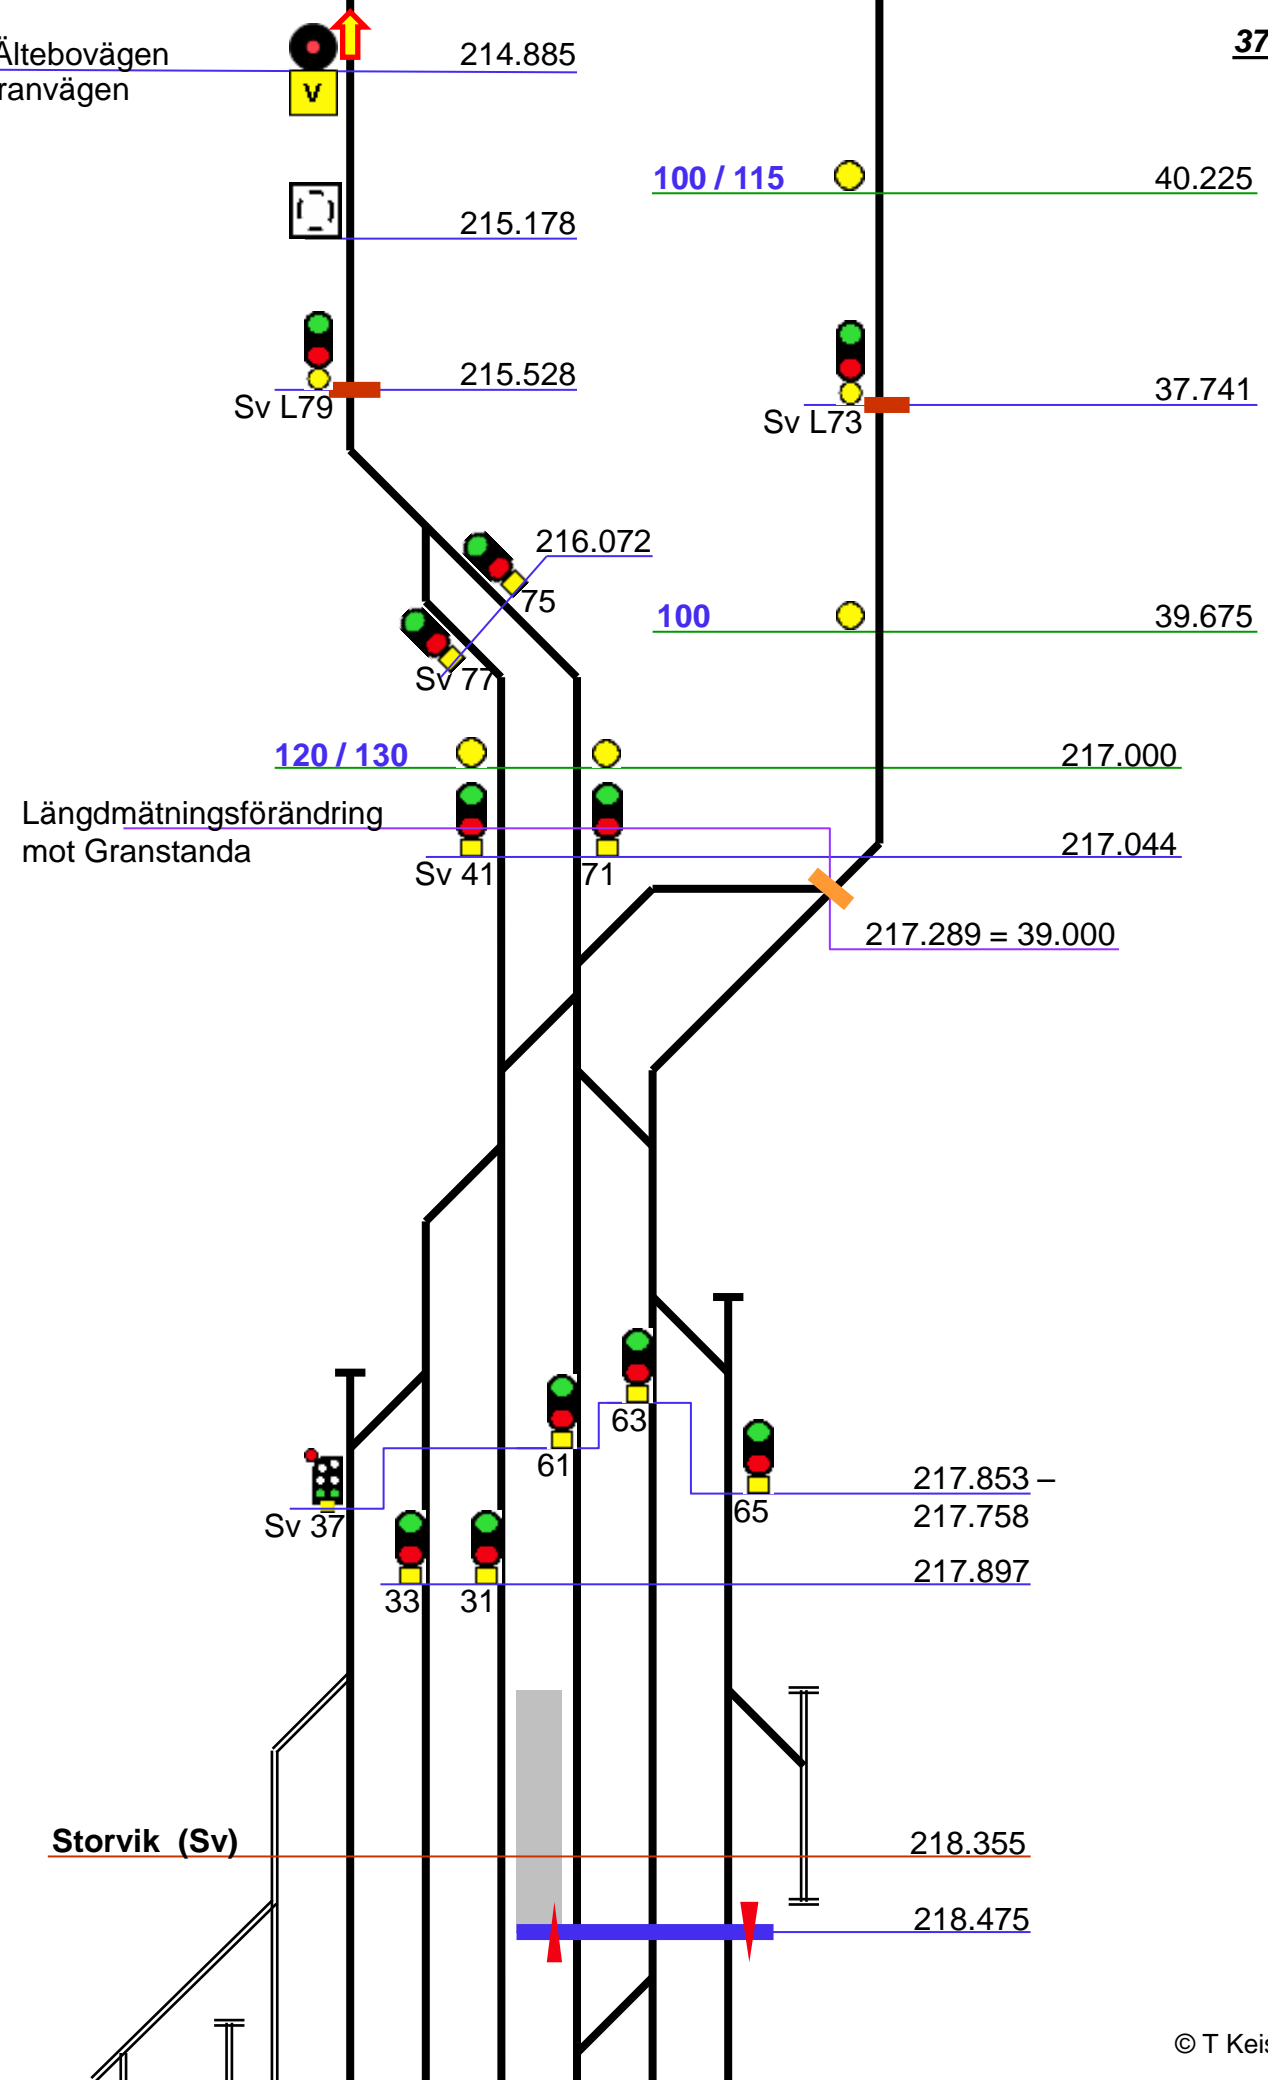 Ältebovägen
214.885
37
ranvägen
V
100 / 115
40.225
215.178
215.528
Sv L79
37.741
Sv L73
216.072
75
100
39.675
Sv 77
120 / 130
217.000
Längdmätningsförändring
mot Granstanda
217.044
Sv 41
71
217.289 = 39.000
63
61
217.853 –
217.758
65
Sv 37
217.897
33
31
Storvik (Sv)
218.355
218.475
© T Keis